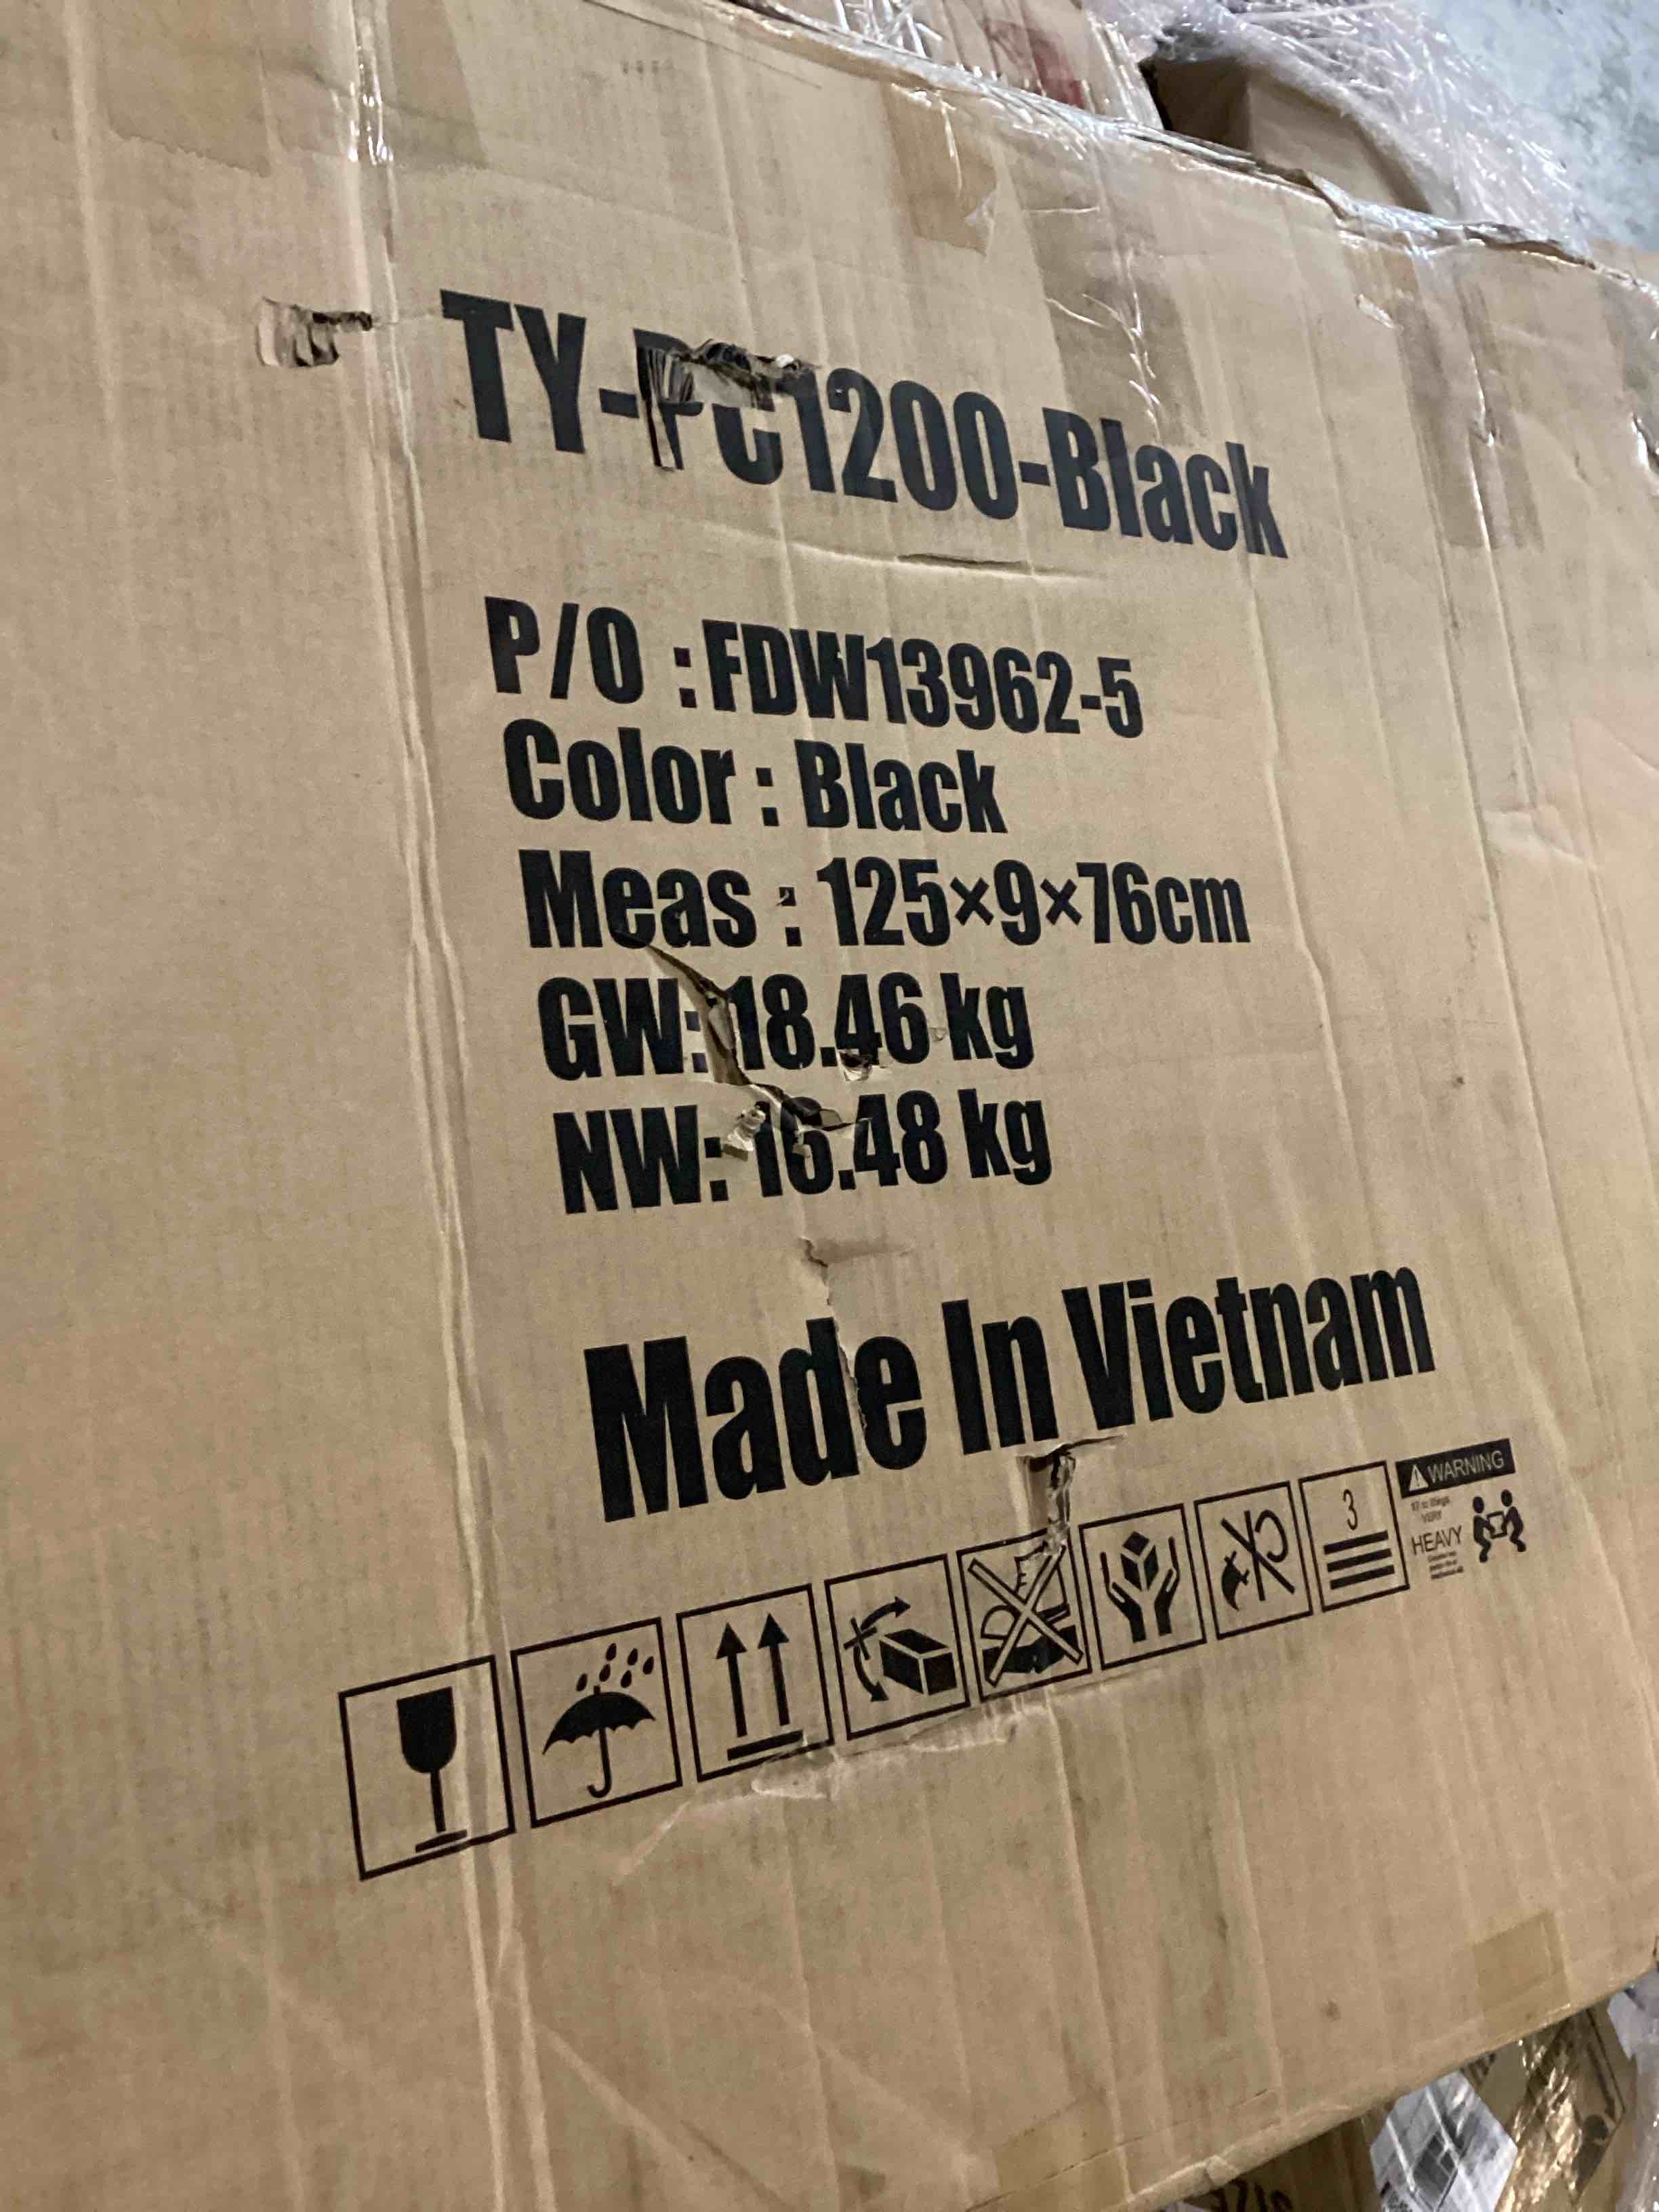 TY-PC1200-Black
P/O : FDW13962-5
Color : Black
Meas : 125×9×76cm
GW: 18.46 kg
NW: 16.48 kg
Made In Vietnam
3
WARNING
VERY
HEAVY